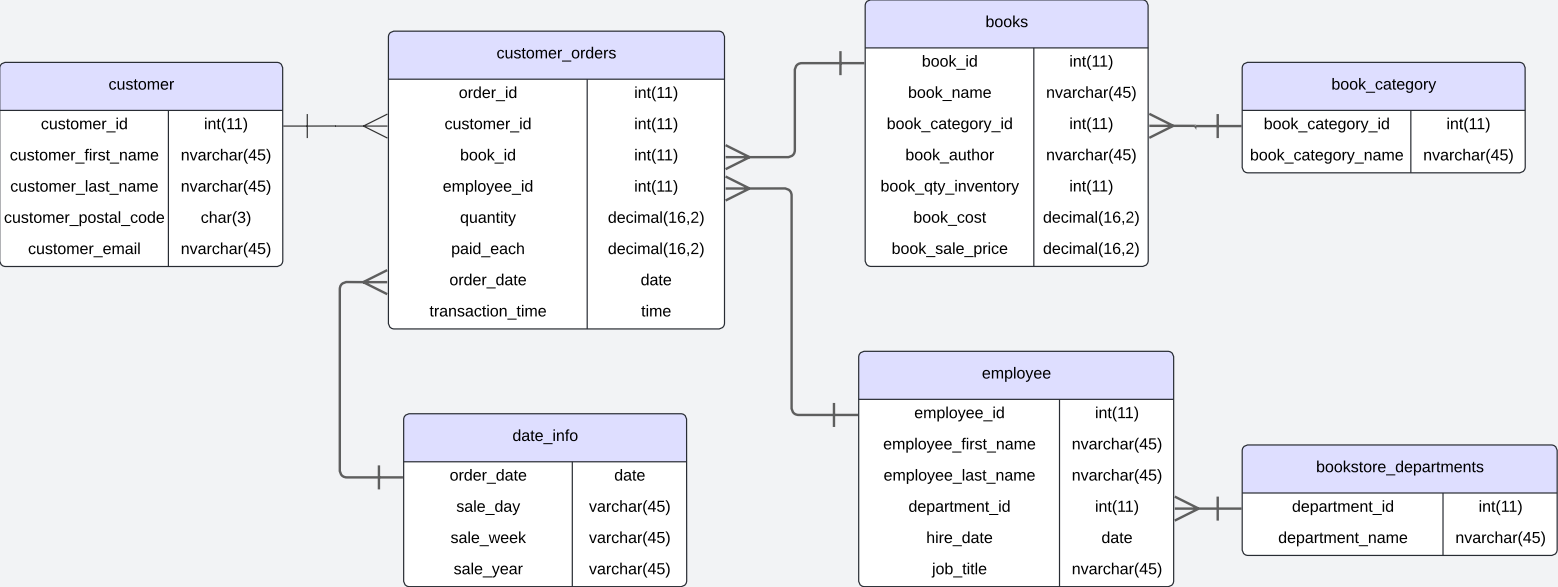 customer
customer_id int(11)
customer_first_name nvarchar(45)
customer_last_name nvarchar(45)
customer_postal_code char(3)
customer_email nvarchar(45)
customer_orders
order_id int(11)
customer_id int(11)
book_id int(11)
employee_id int(11)
quantity decimal(16,2)
paid_each decimal(16,2)
order_date date
transaction_time time
books
book_id int(11)
book_name nvarchar(45)
book_category_id int(11)
book_author nvarchar(45)
book_qty_inventory int(11)
book_cost decimal(16,2)
book_sale_price decimal(16,2)
book_category
book_category_id int(11)
book_category_name nvarchar(45)
date_info
order_date date
sale_day varchar(45)
sale_week varchar(45)
sale_year varchar(45)
employee
employee_id int(11)
employee_first_name nvarchar(45)
employee_last_name nvarchar(45)
department_id int(11)
hire_date date
job_title nvarchar(45)
bookstore_departments
department_id int(11)
department_name nvarchar(45)